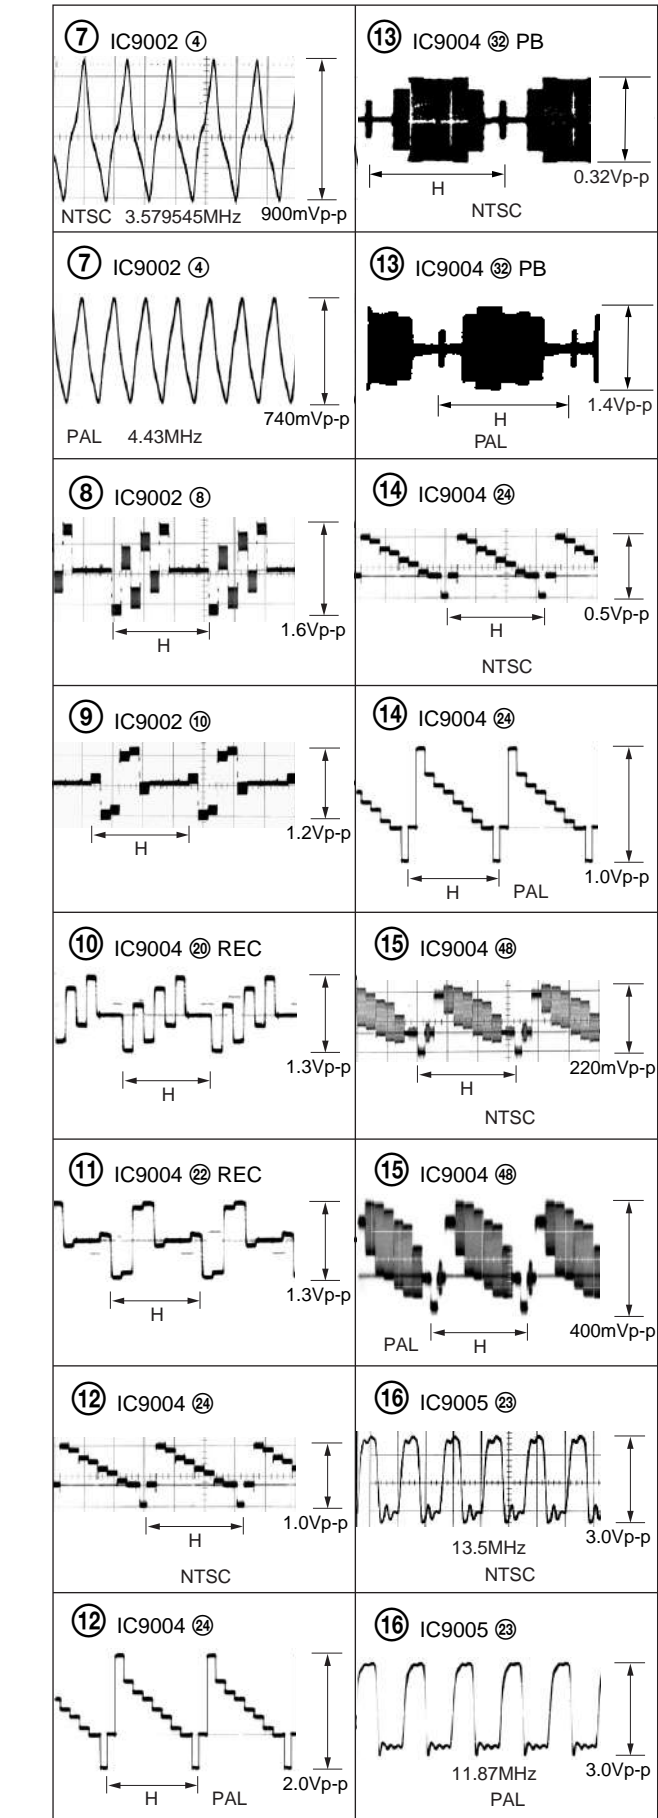 ⑦ IC9002 ④
NTSC 3.579545MHz 900mVp-p
⑦ IC9002 ④
740mVp-p
PAL 4.43MHz
⑧ IC9002 ⑧
1.6Vp-p
H
⑨ IC9002 ⑩
1.2Vp-p
H
⑩ IC9004 ⑳ REC
1.3Vp-p
H
⑪ IC9004 ㉒ REC
1.3Vp-p
H
⑫ IC9004 ㉔
1.0Vp-p
H
NTSC
⑫ IC9004 ㉔
2.0Vp-p
H PAL
⑬ IC9004 ㉜ PB
0.32Vp-p
H
NTSC
⑬ IC9004 ㉜ PB
1.4Vp-p
H
PAL
⑭ IC9004 ㉔
0.5Vp-p
H
NTSC
⑭ IC9004 ㉔
1.0Vp-p
H PAL
⑮ IC9004 ㊽
220mVp-p
H
NTSC
⑮ IC9004 ㊽
400mVp-p
PAL H
⑯ IC9005 ㉓
3.0Vp-p
13.5MHz
NTSC
⑯ IC9005 ㉓
11.87MHz 3.0Vp-p
PAL